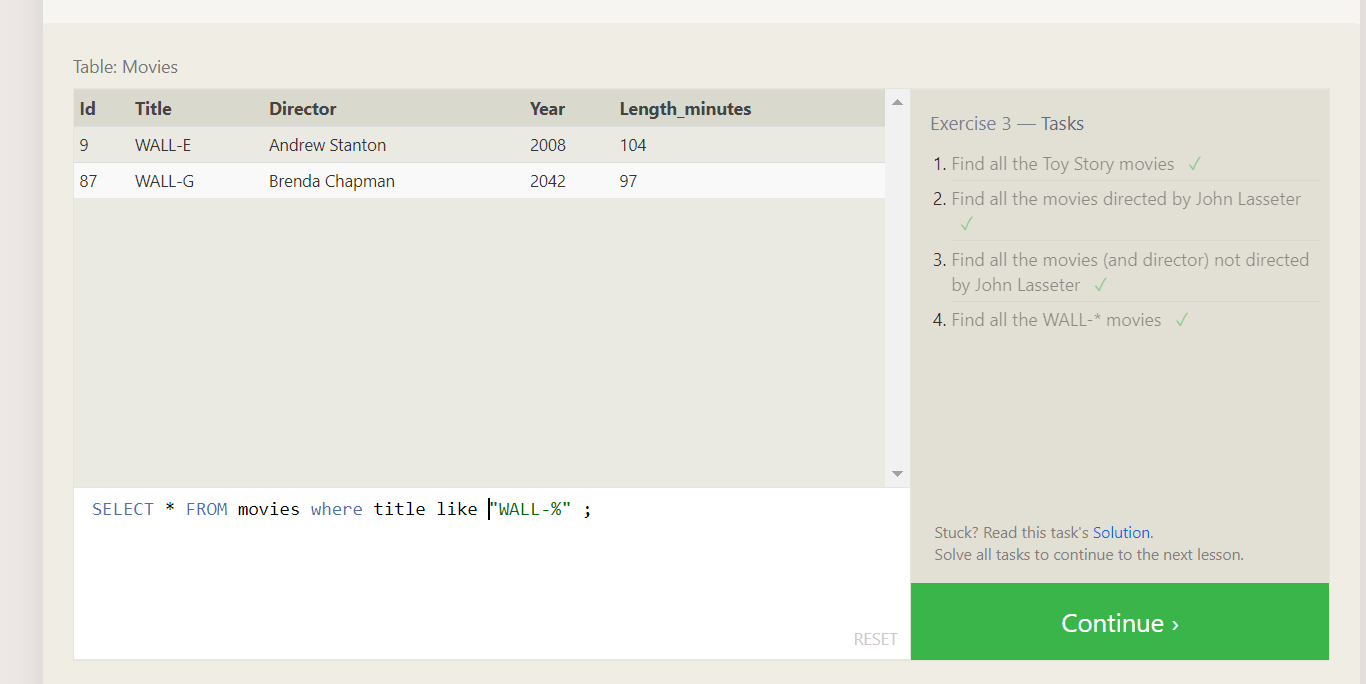 Table: Movies
Id Title Director Year Length_minutes
9 WALL-E Andrew Stanton 2008 104
87 WALL-G Brenda Chapman 2042 97
SELECT * FROM movies where title like "WALL-%" ;
RESET
Exercise 3 — Tasks
1. Find all the Toy Story movies ✓
2. Find all the movies directed by John Lasseter
✓
3. Find all the movies (and director) not directed
by John Lasseter ✓
4. Find all the WALL-* movies ✓
Stuck? Read this task's Solution.
Solve all tasks to continue to the next lesson.
Continue ›